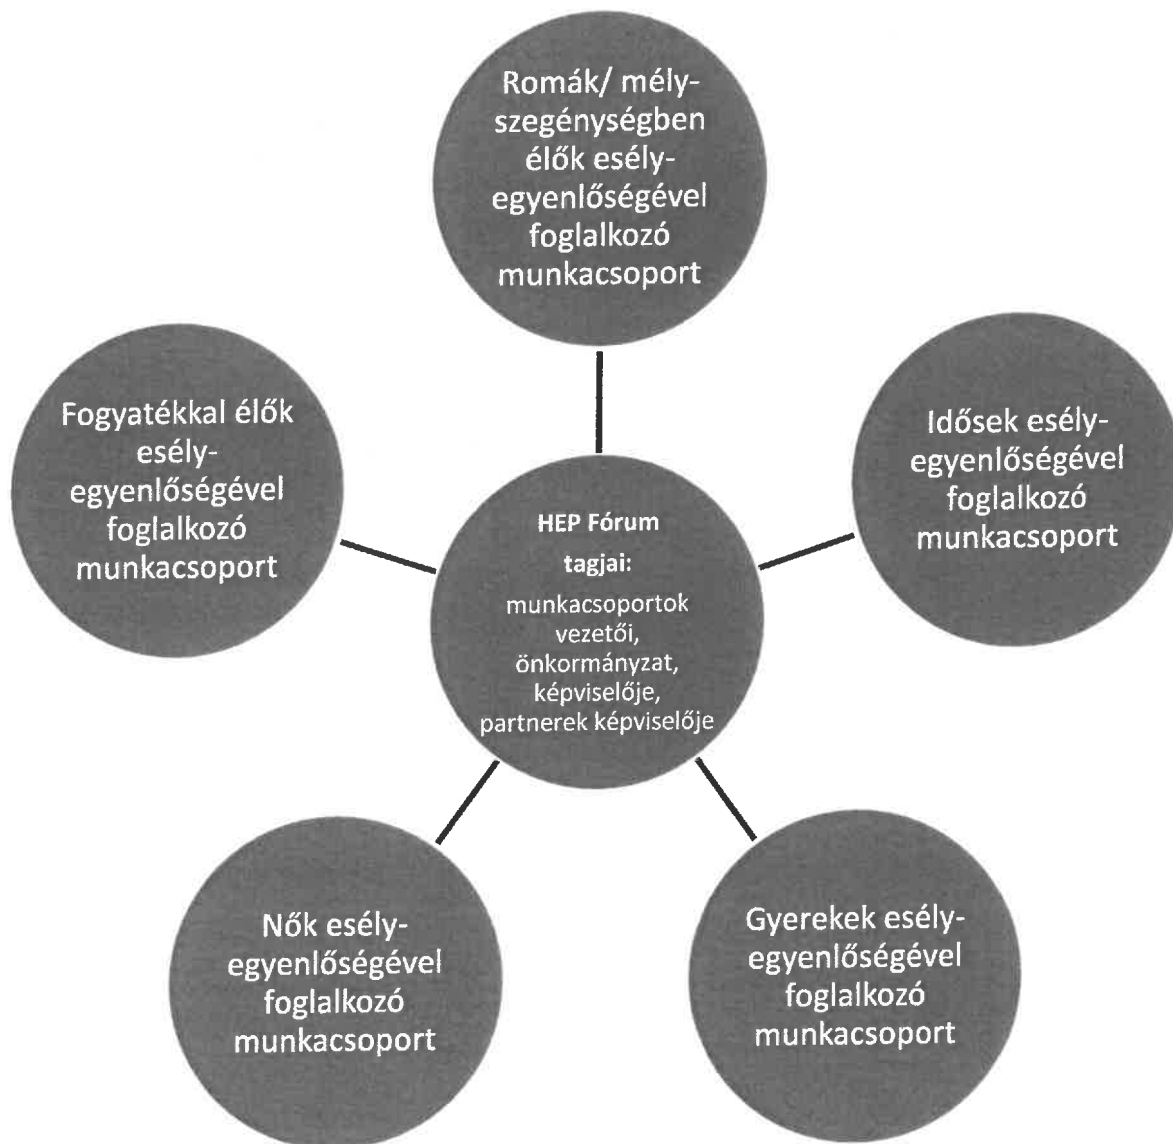 Romák/ mély-
szegénységben
élők esély-
egyenlőségével
foglalkozó
munkacsoport
Fogyatékkal élők
esély-
egyenlőségével
foglalkozó
munkacsoport
Idősek esély-
egyenlőségével
foglalkozó
munkacsoport
HEP Fórum
tagjai:
munkacsoportok
vezetői,
önkormányzat,
képviselője,
partnerek képviselője
Nők esély-
egyenlőségével
foglalkozó
munkacsoport
Gyerekek esély-
egyenlőségével
foglalkozó
munkacsoport